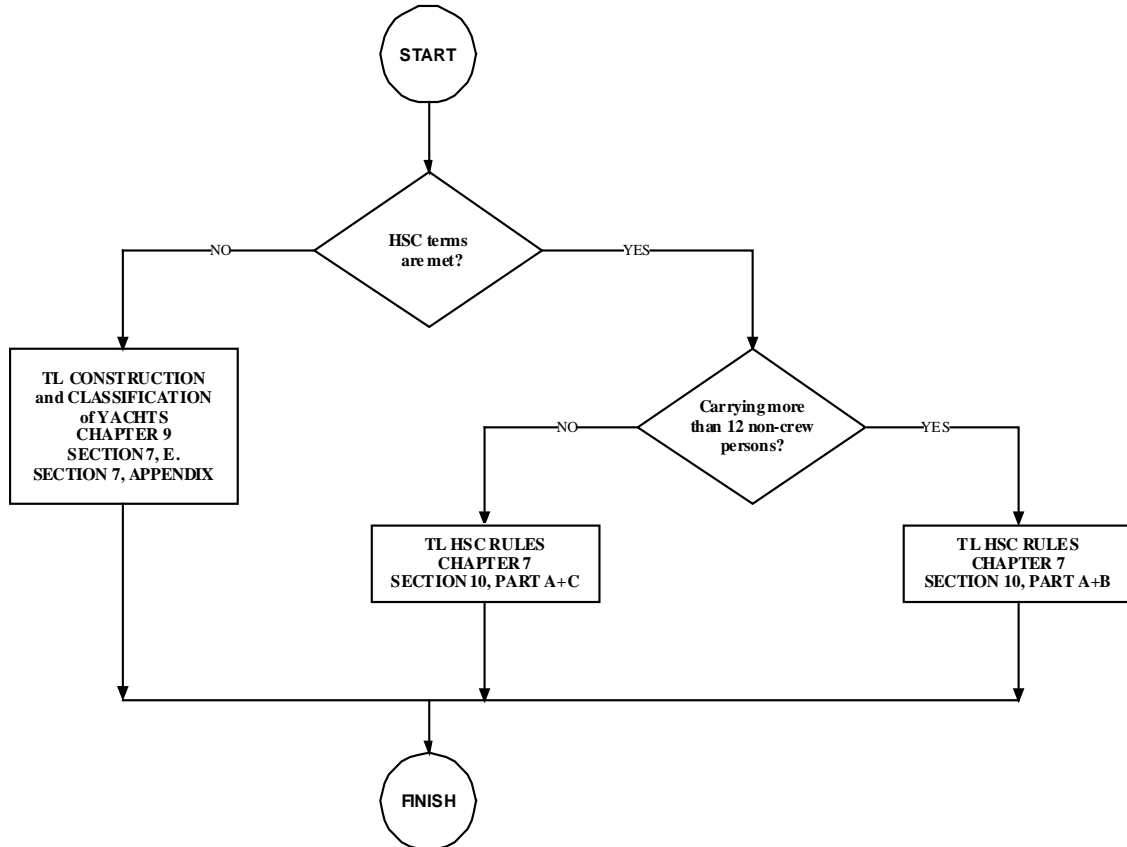 START
HSC terms
are met?
NO
YES
TL CONSTRUCTION
and CLASSIFICATION
of YACHTS
CHAPTER 9
SECTION 7, E.
SECTION 7, APPENDIX
Carrying more
than 12 non-crew
persons?
NO
YES
TL HSC RULES
CHAPTER 7
SECTION 10, PART A+C
TL HSC RULES
CHAPTER 7
SECTION 10, PART A+B
FINISH